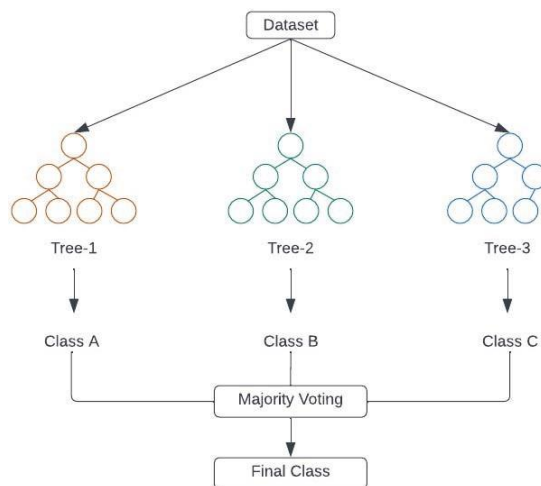 Dataset
Tree-1
Tree-2
Tree-3
Class A
Class B
Class C
Majority Voting
Final Class